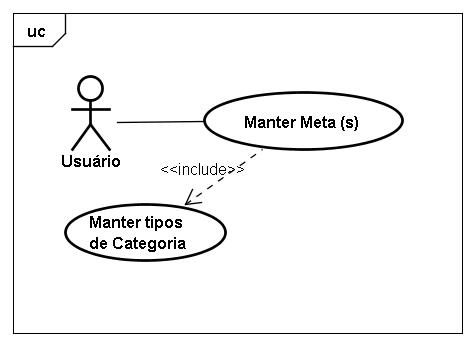 uc
Manter Meta (s)
Usuário
<<include>>
Manter tipos
de Categoria